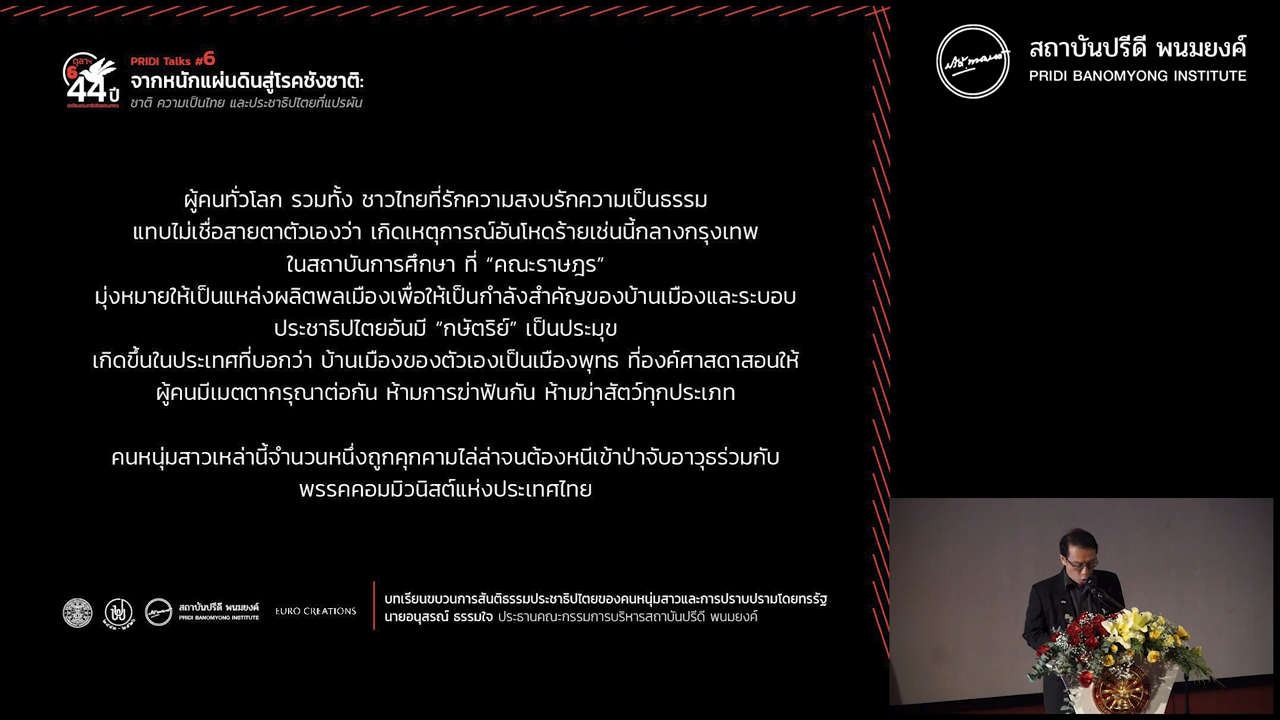 ตุลาฯ
6
44 ปี
PRIDI Talks #6
จากหนักแผ่นดินสู่โรคชังชาติ:
ชาติ ความเป็นไทย และประชาธิปไตยที่แปรผัน
สถาบันปรีดี พนมยงค์
PRIDI BANOMYONG INSTITUTE
ผู้คนทั่วโลก รวมทั้ง ชาวไทยที่รักความสงบรักความเป็นธรรม
แทบไม่เชื่อสายตาตัวเองว่า เกิดเหตุการณ์อันโหดร้ายเช่นนี้กลางกรุงเทพ
ในสถาบันการศึกษา ที่ “คณะราษฎร”
มุ่งหมายให้เป็นแหล่งผลิตพลเมืองเพื่อให้เป็นกำลังสำคัญของบ้านเมืองและระบอบ
ประชาธิปไตยอันมี “กษัตริย์” เป็นประมุข
เกิดขึ้นในประเทศที่บอกว่า บ้านเมืองของตัวเองเป็นเมืองพุทธ ที่องค์ศาสดาสอนให้
ผู้คนมีเมตตากรุณาต่อกัน ห้ามการฆ่าฟันกัน ห้ามฆ่าสัตว์ทุกประเภท
คนหนุ่มสาวเหล่านี้จำนวนหนึ่งถูกคุกคามไล่ล่าจนต้องหนีเข้าป่าจับอาวุธร่วมกับ
พรรคคอมมิวนิสต์แห่งประเทศไทย
สถาบันปรีดี พนมยงค์
PRIDI BANOMYONG INSTITUTE
EURO CREATIONS
บทเรียนขบวนการสันติธรรมประชาธิปไตยของคนหนุ่มสาวและการปราบปรามโดยทรรัฐ
นายอนุสรณ์ ธรรมใจ ประธานคณะกรรมการบริหารสถาบันปรีดี พนมยงค์